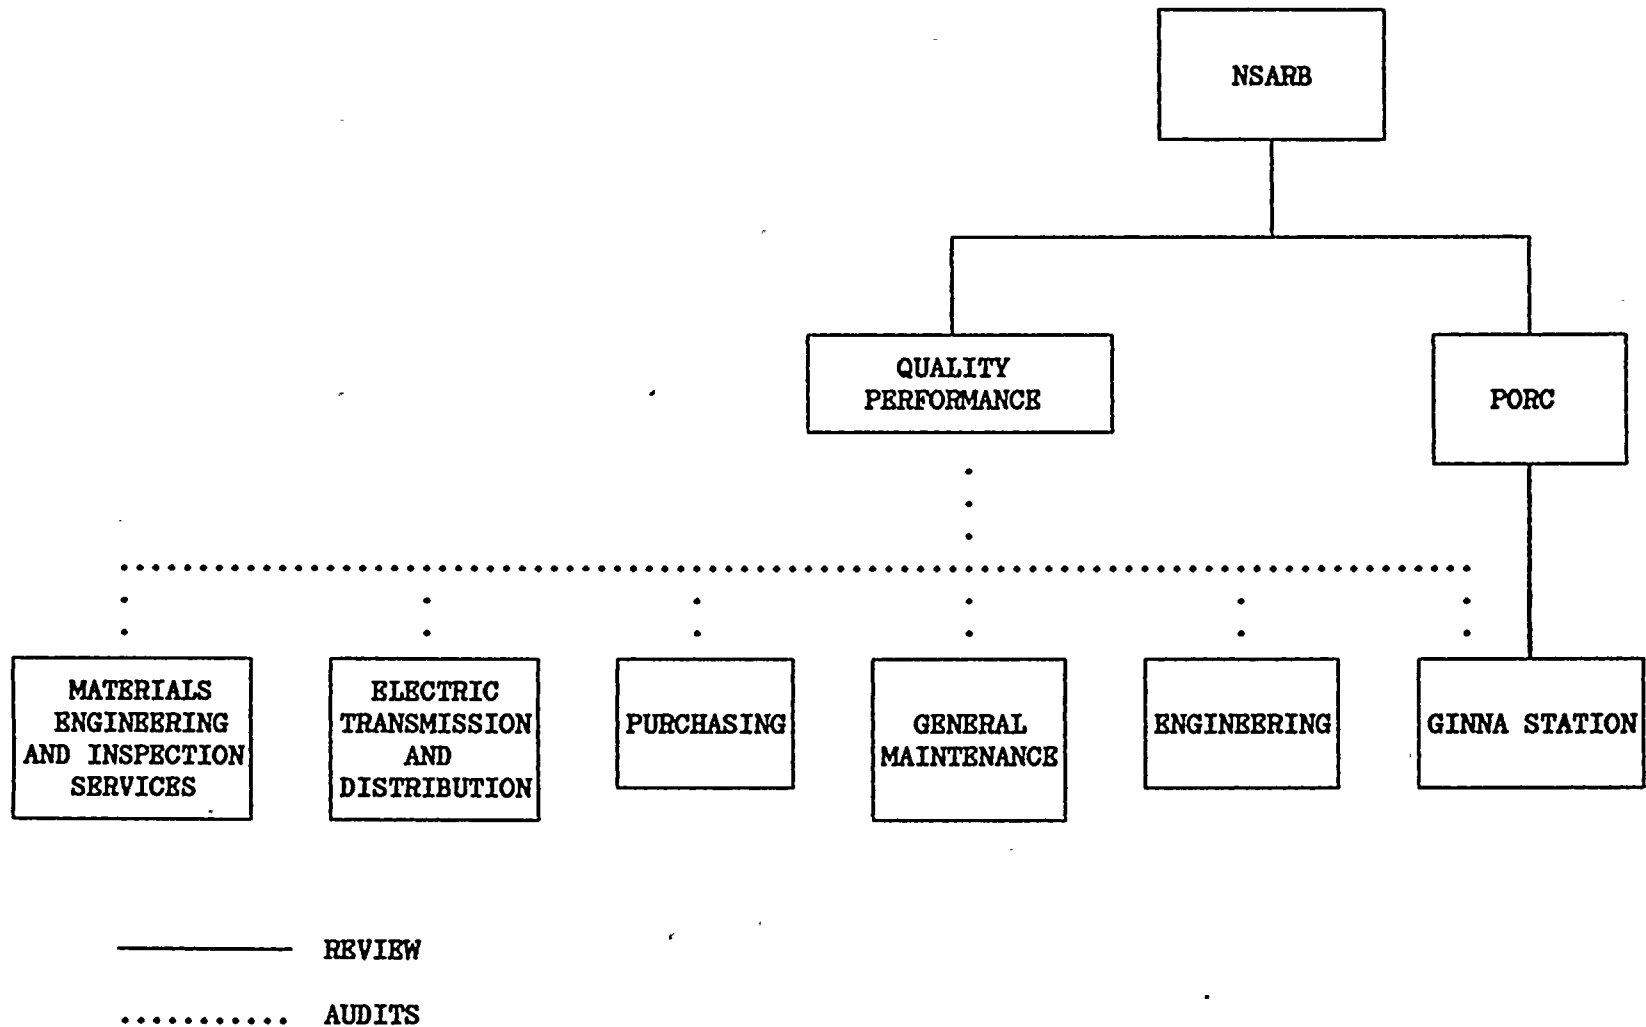 NSARB
QUALITY
PERFORMANCE
PORC
MATERIALS
ENGINEERING
AND INSPECTION
SERVICES
ELECTRIC
TRANSMISSION
AND
DISTRIBUTION
PURCHASING
GENERAL
MAINTENANCE
ENGINEERING
GINNA STATION
REVIEW
AUDITS